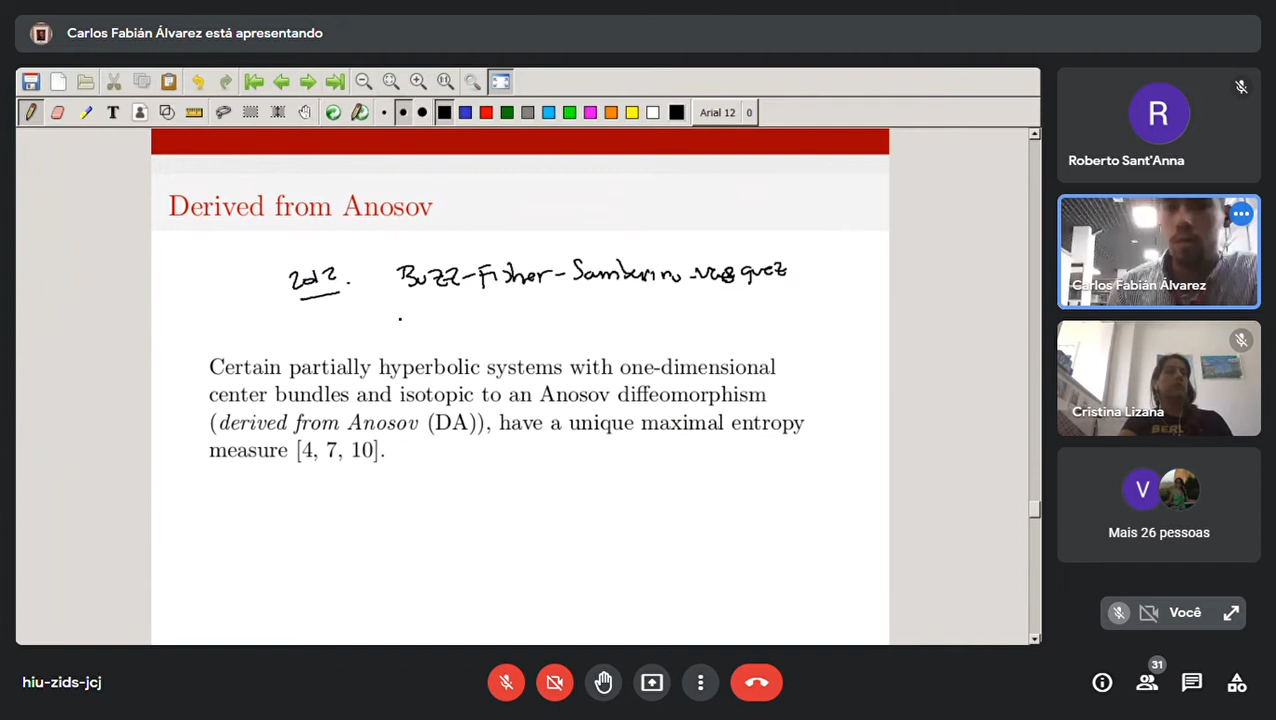 Carlos Fabián Álvarez está apresentando
T
Arial 12 0
Derived from Anosov
2012. Buzz-Fisher-Samberino-Vasquez
Certain partially hyperbolic systems with one-dimensional
center bundles and isotopic to an Anosov diffeomorphism
(derived from Anosov (DA)), have a unique maximal entropy
measure [4, 7, 10].
R
Roberto Sant'Anna
Carlos Fabián Álvarez
BERL
Cristina Lizana
V
Mais 26 pessoas
Você
hiu-zids-jcj
31